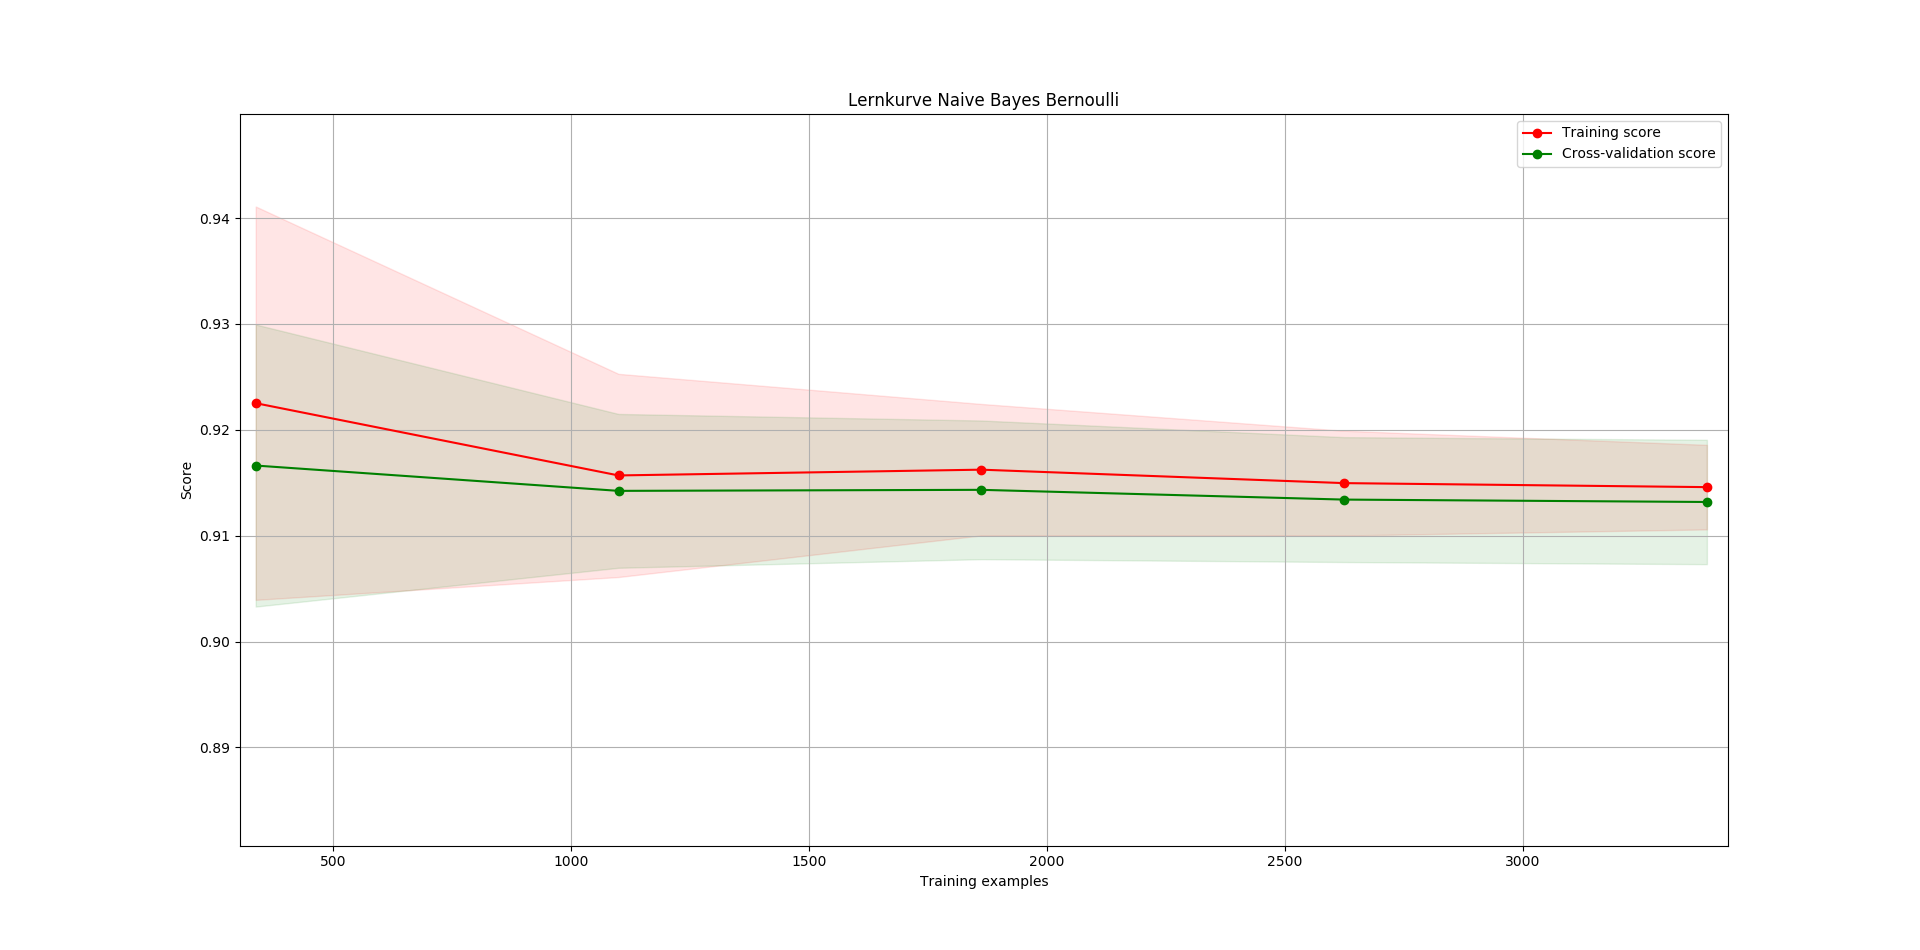 Lernkurve Naive Bayes Bernoulli
Training score
Cross-validation score
0.94
0.93
0.92
0.91
0.90
0.89
Score
500 1000 1500 2000 2500 3000
Training examples